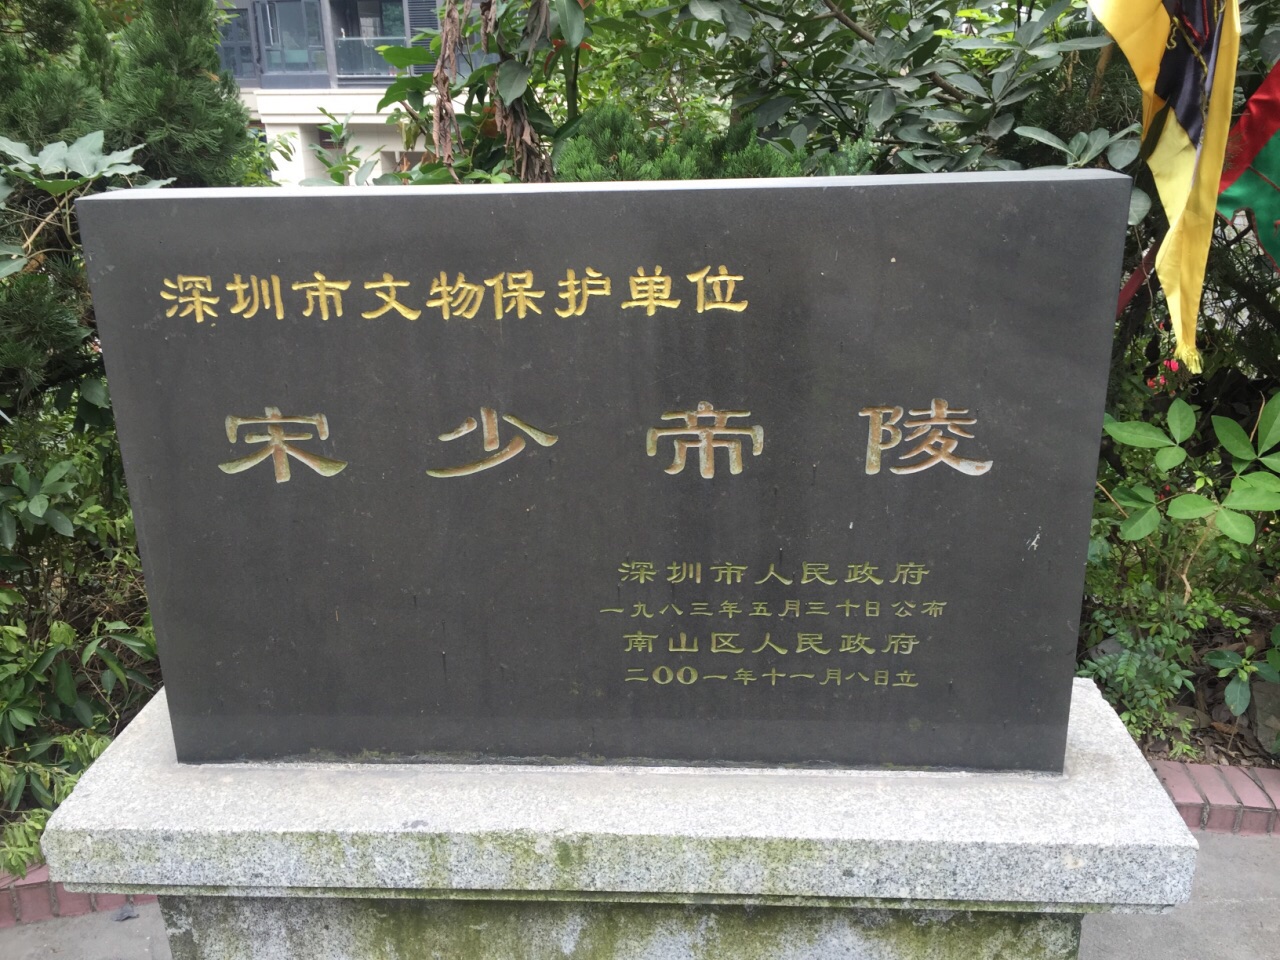 深圳市文物保护单位
宋少帝陵
深圳市人民政府
一九八三年五月三十日公布
南山区人民政府
二00一年十一月八日立